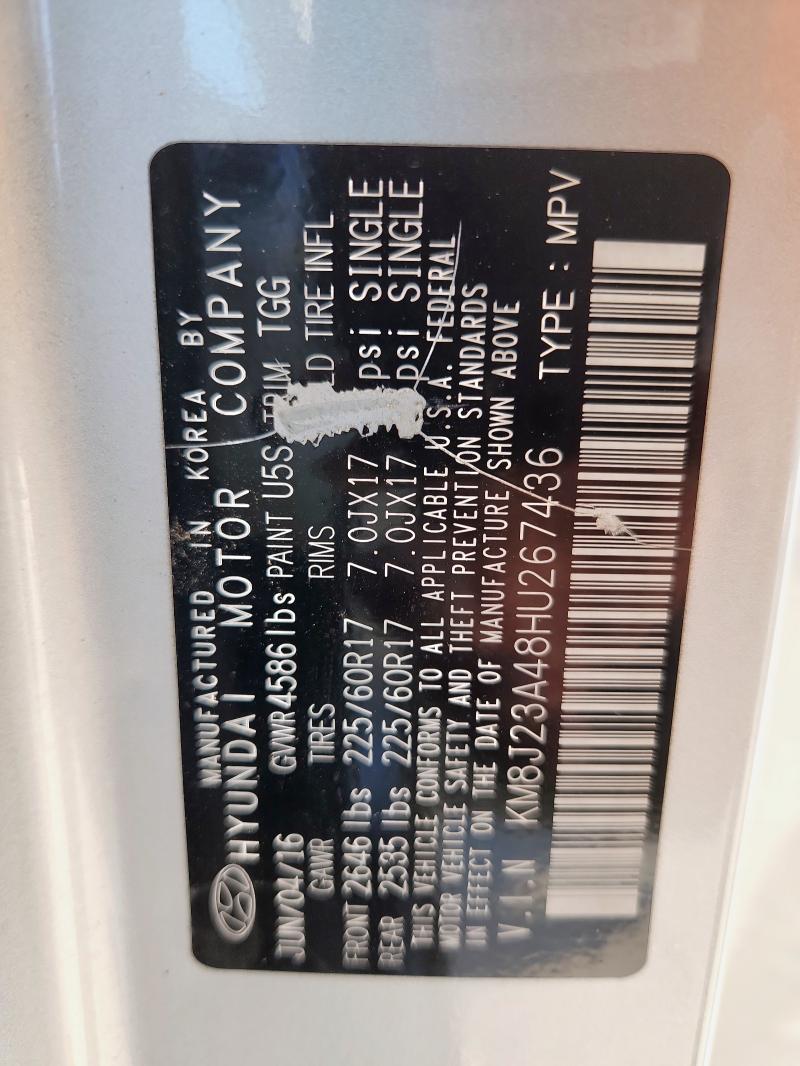 MANUFACTURED IN KOREA BY
HYUNDAI MOTOR COMPANY
JUN/04/16 GVWR 4586lbs PAINT U5S TRIM TGG
GAWR TIRES RIMS TIRE INFL
FRONT 2646 lbs 225/60R17 7.0JX17 psi SINGLE
REAR 2535 lbs 225/60R17 7.0JX17 psi SINGLE
THIS VEHICLE CONFORMS TO ALL APPLICABLE U.S.A. FEDERAL
MOTOR VEHICLE SAFETY AND THEFT PREVENTION STANDARDS
IN EFFECT ON THE DATE OF MANUFACTURE SHOWN ABOVE
V.I.N KM8J23A48HU267436 TYPE : MPV